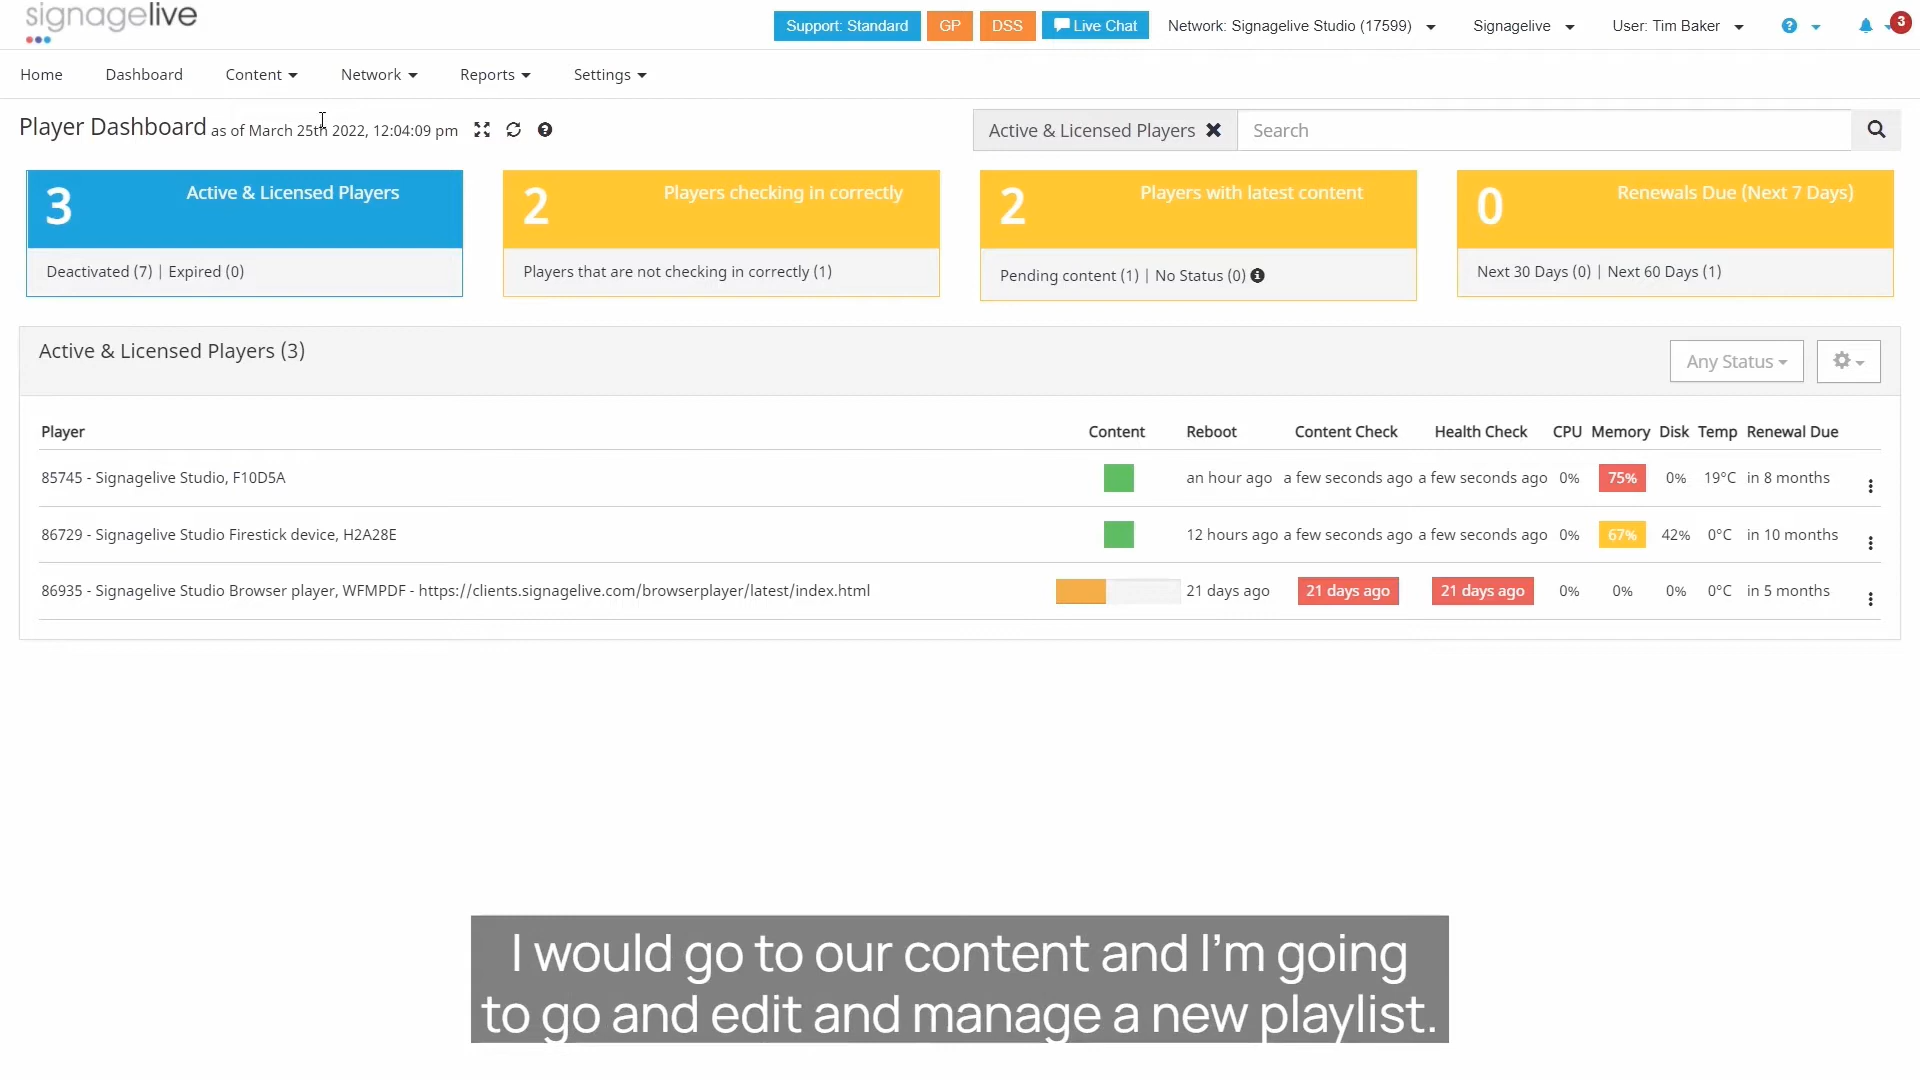 signagelive
Support: Standard GP DSS Live Chat Network: Signagelive Studio (17599) Signagelive User: Tim Baker ? 3
Home Dashboard Content Network Reports Settings
Player Dashboard as of March 25th 2022, 12:04:09 pm ?
Active & Licensed Players Search
3 Active & Licensed Players
Deactivated (7) | Expired (0)
2 Players checking in correctly
Players that are not checking in correctly (1)
2 Players with latest content
Pending content (1) | No Status (0)
0 Renewals Due (Next 7 Days)
Next 30 Days (0) | Next 60 Days (1)
Active & Licensed Players (3)
Any Status
Player Content Reboot Content Check Health Check CPU Memory Disk Temp Renewal Due
85745 - Signagelive Studio, F10D5A an hour ago a few seconds ago a few seconds ago 0% 75% 0% 19°C in 8 months
86729 - Signagelive Studio Firestick device, H2A28E 12 hours ago a few seconds ago a few seconds ago 0% 67% 42% 0°C in 10 months
86935 - Signagelive Studio Browser player, WFMPDF - https://clients.signagelive.com/browserplayer/latest/index.html 21 days ago 21 days ago 21 days ago 0% 0% 0% 0°C in 5 months
I would go to our content and I'm going
to go and edit and manage a new playlist.